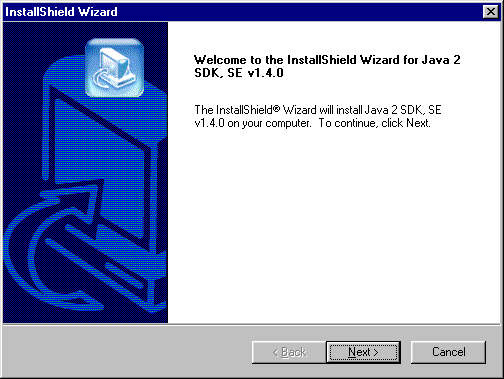 InstallShield Wizard
Welcome to the InstallShield Wizard for Java 2
SDK, SE v1.4.0
The InstallShield® Wizard will install Java 2 SDK, SE
v1.4.0 on your computer. To continue, click Next.
< Back
Next >
Cancel